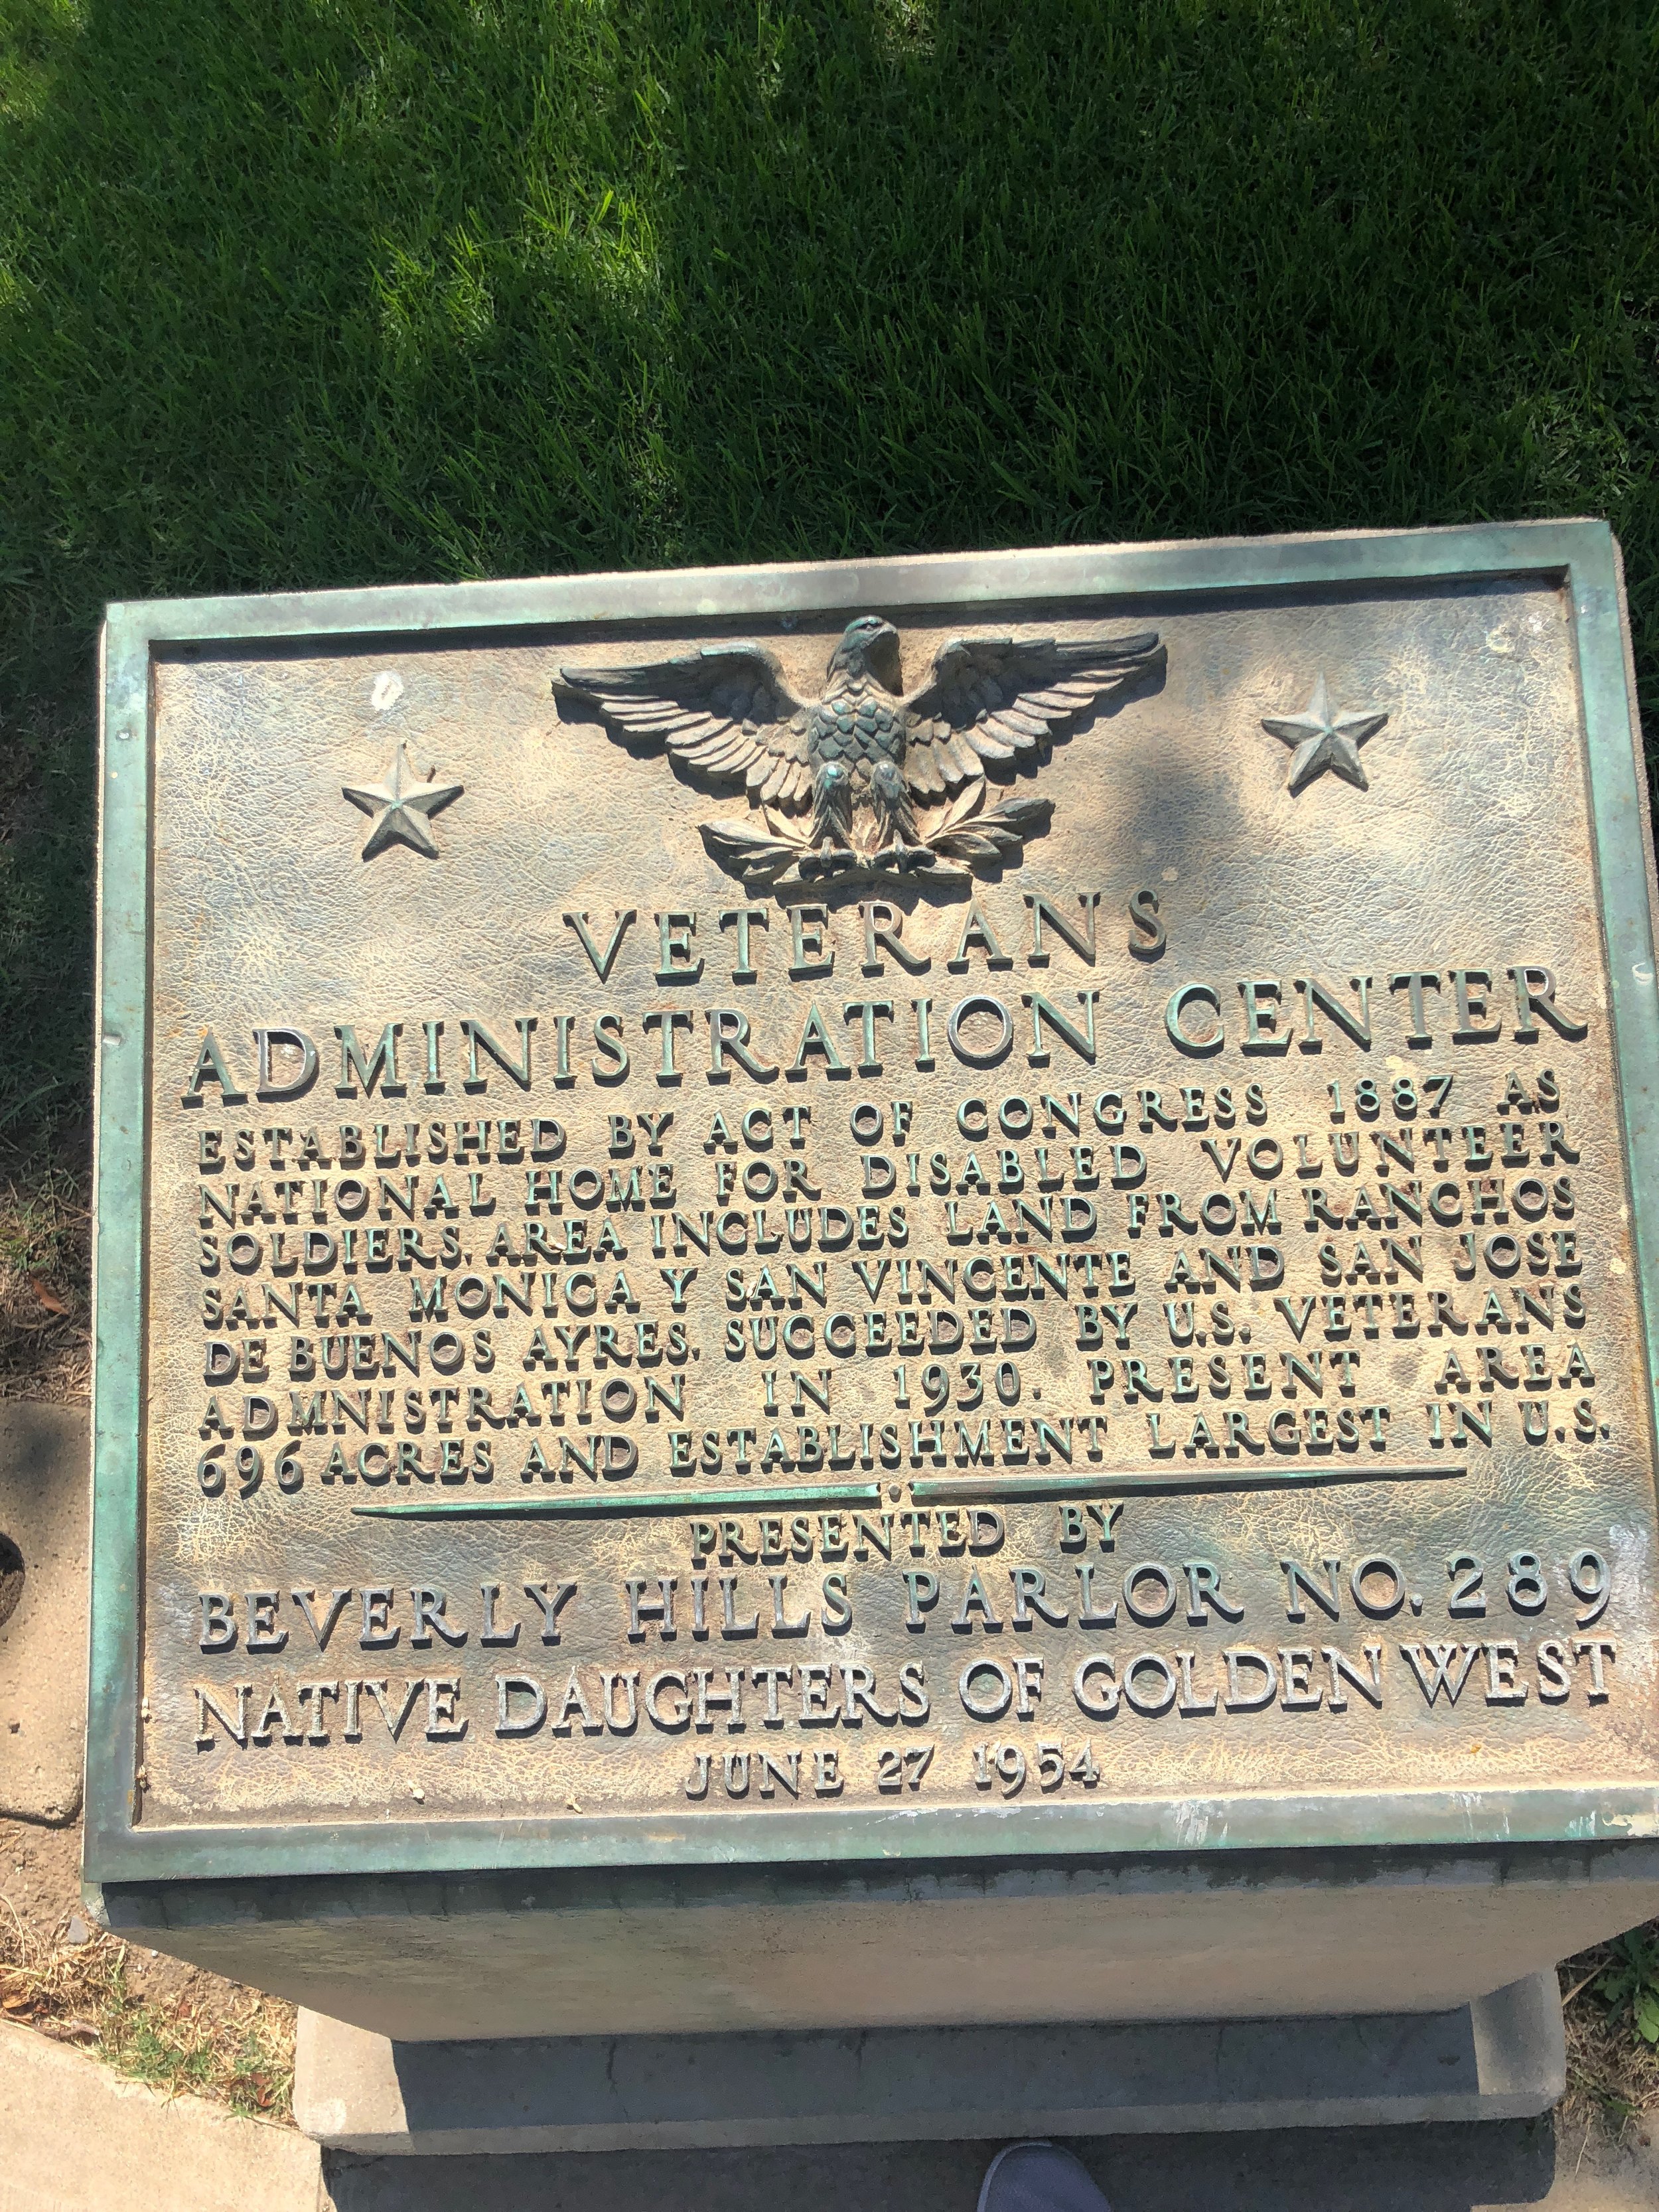 VETERANS
ADMINISTRATION CENTER
ESTABLISHED BY ACT OF CONGRESS 1887 AS
NATIONAL HOME FOR DISABLED VOLUNTEER
SOLDIERS. AREA INCLUDES LAND FROM RANCHOS
SANTA MONICA Y SAN VINCENTE AND SAN JOSE
DE BUENOS AYRES. SUCCEEDED BY U.S. VETERANS
ADMNISTRATION IN 1930. PRESENT AREA
696 ACRES AND ESTABLISHMENT LARGEST IN U.S.
PRESENTED BY
BEVERLY HILLS PARLOR NO. 289
NATIVE DAUGHTERS OF GOLDEN WEST
JUNE 27 1954